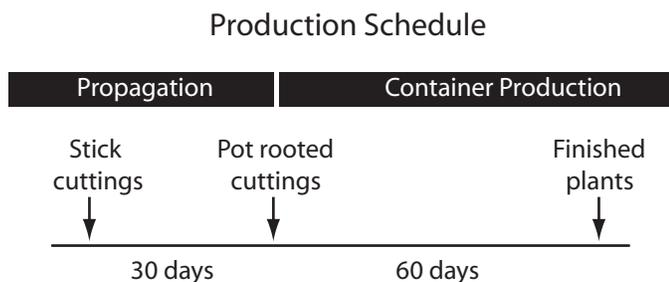 Production Schedule
Propagation
Container Production
Stick
cuttings
Pot rooted
cuttings
Finished
plants
30 days
60 days